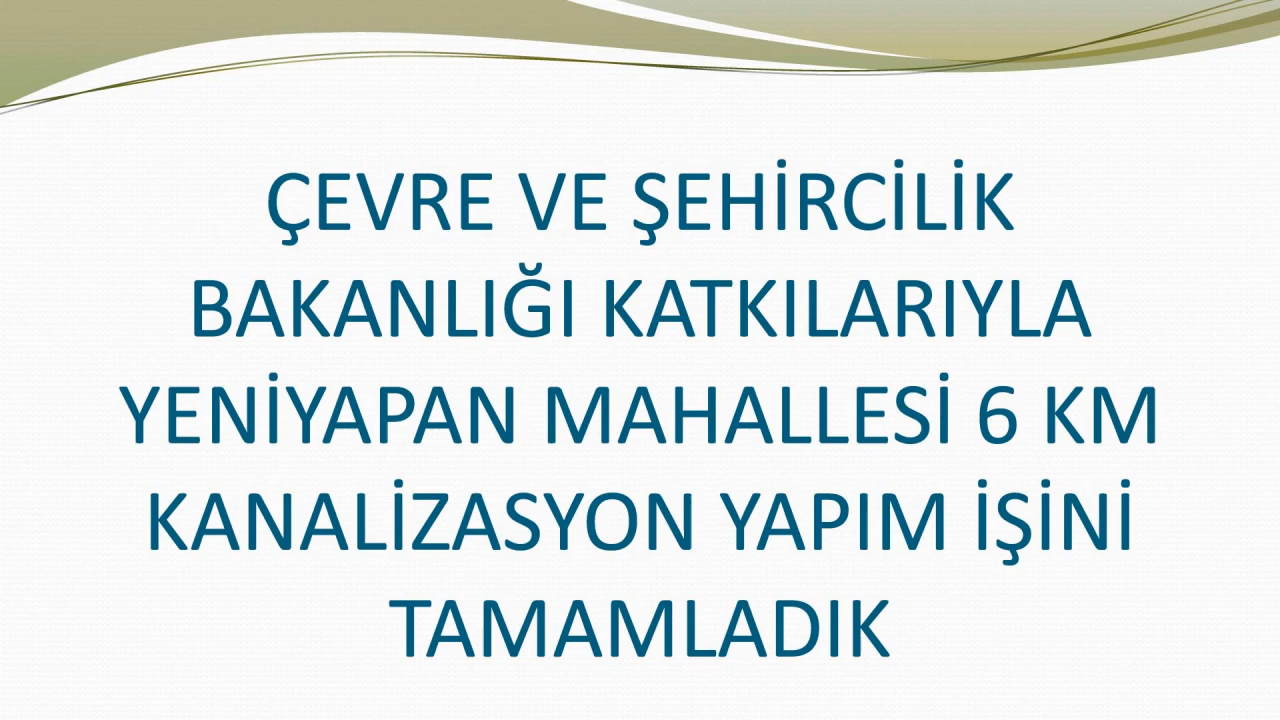 ÇEVRE VE ŞEHİRCİLİK
BAKANLIĞI KATKILARIYLA
YENİYAPAN MAHALLESİ 6 KM
KANALİZASYON YAPIM İŞİNİ
TAMAMLADIK